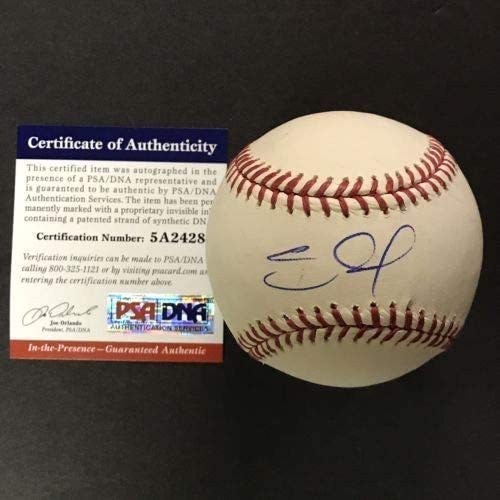 Certificate of Authenticity
This certified item was autographed in the
presence of a PSA/DNA representative and
is guaranteed to be authentic by PSA/DNA
Authentication Services. The item has been per-
manently marked with a proprietary invisible in
containing a patented strand of synthetic DN
Certification Number: 5A2428
Verification inquiries can be made to PSA/DNA
calling 800-325-1121 or by visiting psacard.com and
entering the certification number above.
Joe Orlando
President, PSA/DNA
PSA DNA
AUTHENTICATION SERVICES
In-the-Presence — Guaranteed Authentic